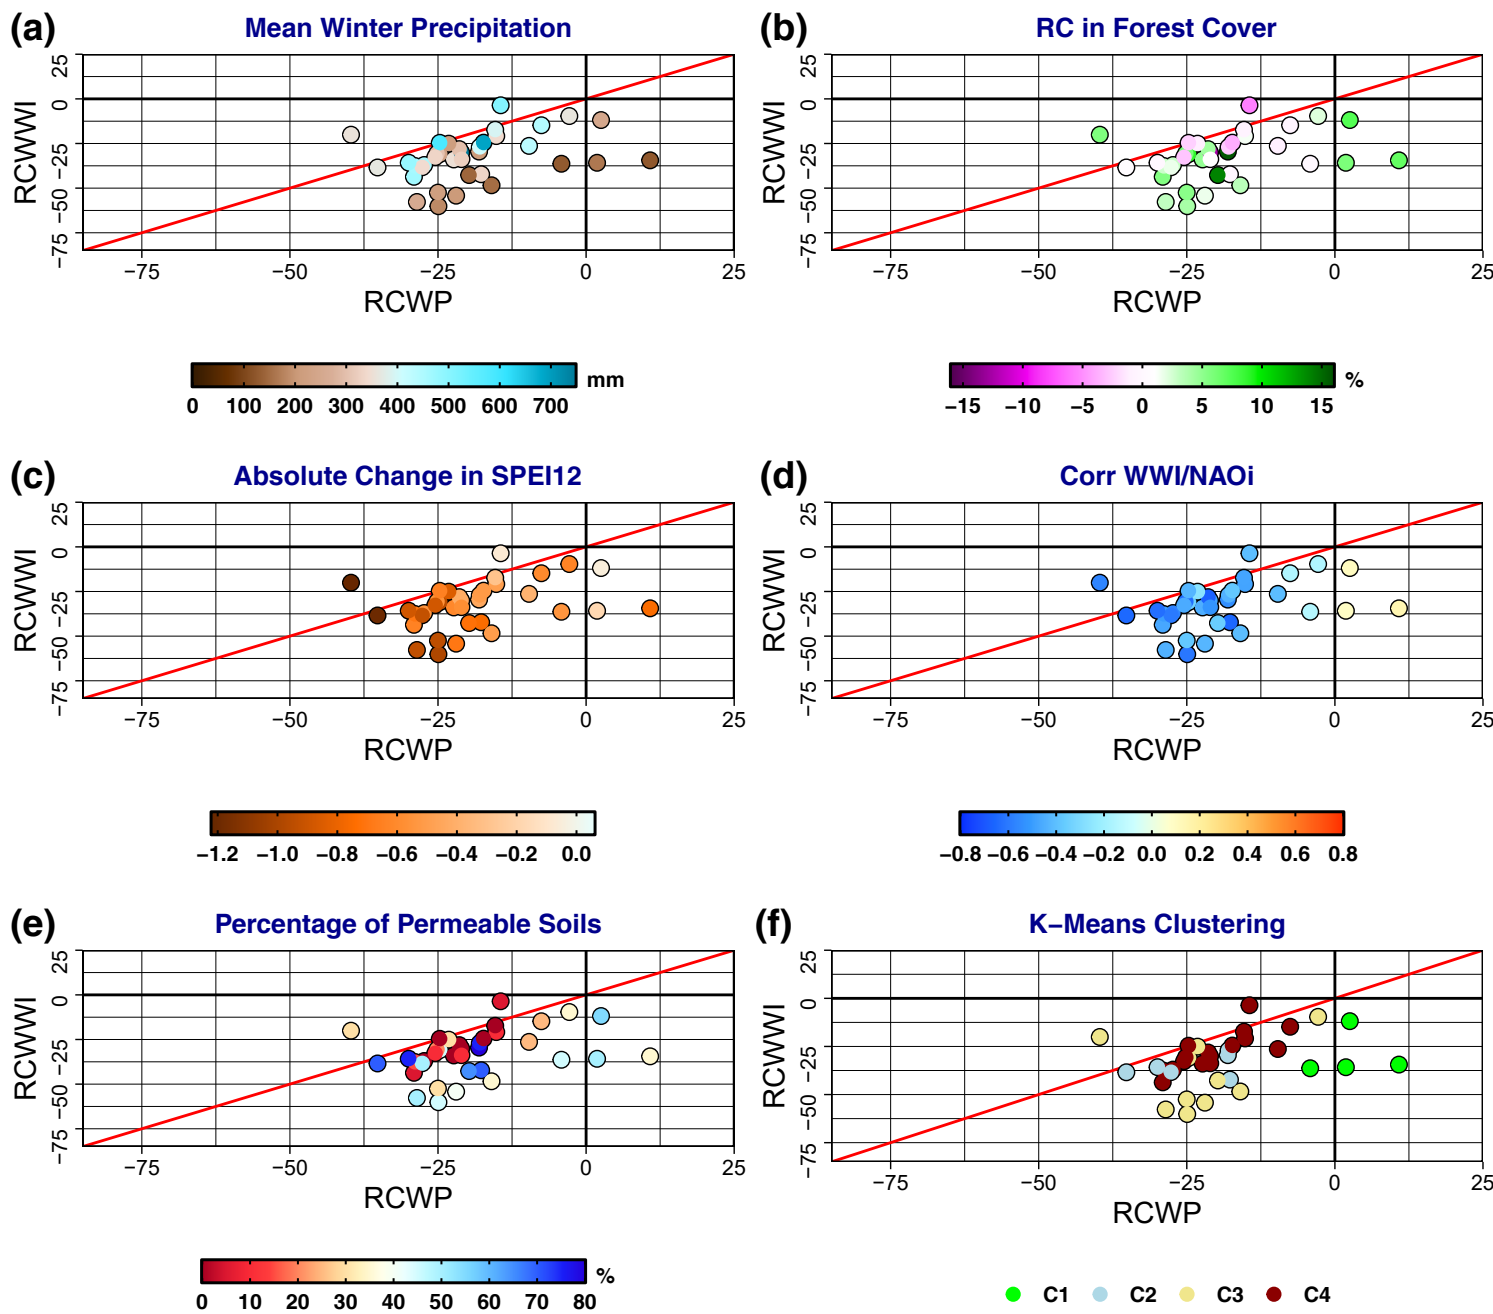 (a) Mean Winter Precipitation
25
0
−25
−50
−75
RCWWI
−75 −50 −25 0 25
RCWP
mm
0 100 200 300 400 500 600 700
(b) RC in Forest Cover
25
0
−25
−50
−75
RCWWI
−75 −50 −25 0 25
RCWP
%
−15 −10 −5 0 5 10 15
(c) Absolute Change in SPEI12
25
0
−25
−50
−75
RCWWI
−75 −50 −25 0 25
RCWP
−1.2 −1.0 −0.8 −0.6 −0.4 −0.2 0.0
(d) Corr WWI/NAOi
25
0
−25
−50
−75
RCWWI
−75 −50 −25 0 25
RCWP
−0.8 −0.6 −0.4 −0.2 0.0 0.2 0.4 0.6 0.8
(e) Percentage of Permeable Soils
25
0
−25
−50
−75
RCWWI
−75 −50 −25 0 25
RCWP
%
0 10 20 30 40 50 60 70 80
(f) K−Means Clustering
25
0
−25
−50
−75
RCWWI
−75 −50 −25 0 25
RCWP
C1 C2 C3 C4